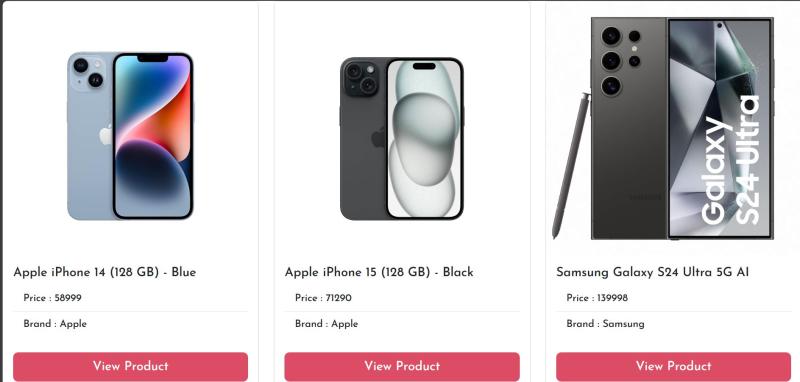 Galaxy
S24 Ultra
Apple iPhone 14 (128 GB) - Blue
Price : 58999
Brand : Apple
View Product
Apple iPhone 15 (128 GB) - Black
Price : 71290
Brand : Apple
View Product
SAMSUNG
Samsung Galaxy S24 Ultra 5G AI
Price : 139998
Brand : Samsung
View Product